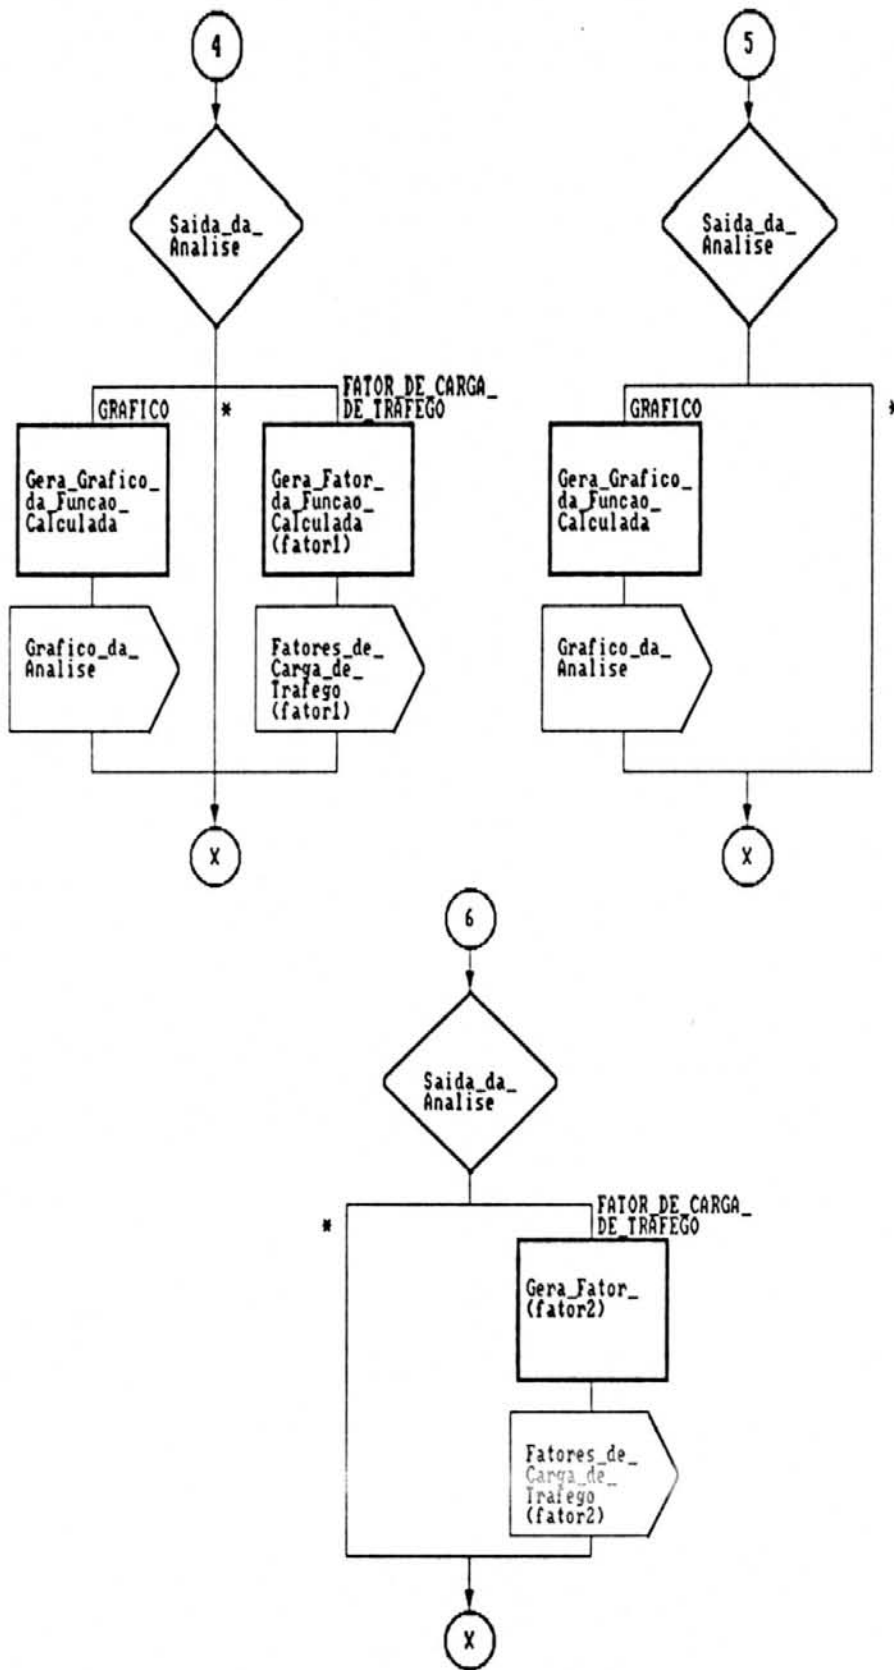 4
Saida_da_
Analise
GRAFICO
*
FATOR_DE_CARGA_
DE_TRAFEGO
Gera_Grafico_
da_Funcao_
Calculada
Gera_Fator_
da_Funcao_
Calculada
(fator1)
Grafico_da_
Analise
Fatores_de_
Carga_de_
Trafego
(fator1)
X
5
Saida_da_
Analise
GRAFICO
*
Gera_Grafico_
da_Funcao_
Calculada
Grafico_da_
Analise
X
6
Saida_da_
Analise
*
FATOR_DE_CARGA_
DE_TRAFEGO
Gera_Fator_
(fator2)
Fatores_de_
Carga_de_
Trafego
(fator2)
X